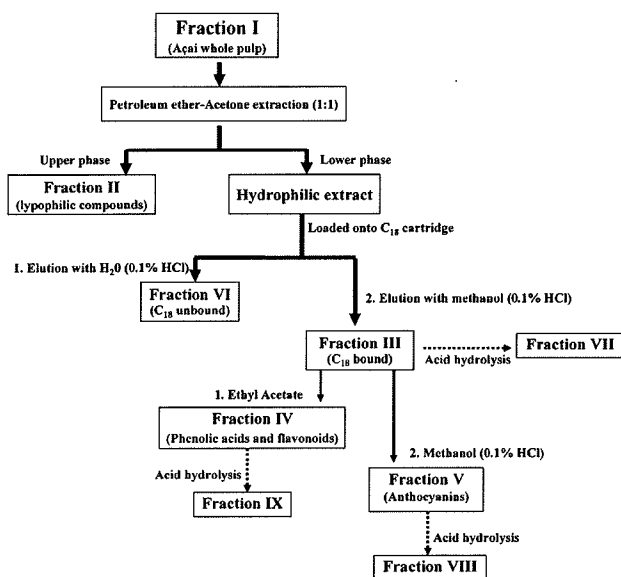 Fraction I
(Açai whole pulp)
Petroleum ether-Acetone extraction (1:1)
Upper phase
Lower phase
Fraction II
(lypophilic compounds)
Hydrophilic extract
Loaded onto C₁₈ cartridge
1. Elution with H₂0 (0.1% HCl)
Fraction VI
(C₁₈ unbound)
2. Elution with methanol (0.1% HCl)
Fraction III
(C₁₈ bound)
Acid hydrolysis
Fraction VII
1. Ethyl Acetate
Fraction IV
(Phenolic acids and flavonoids)
2. Methanol (0.1% HCl)
Acid hydrolysis
Fraction V
(Anthocyanins)
Fraction IX
Acid hydrolysis
Fraction VIII